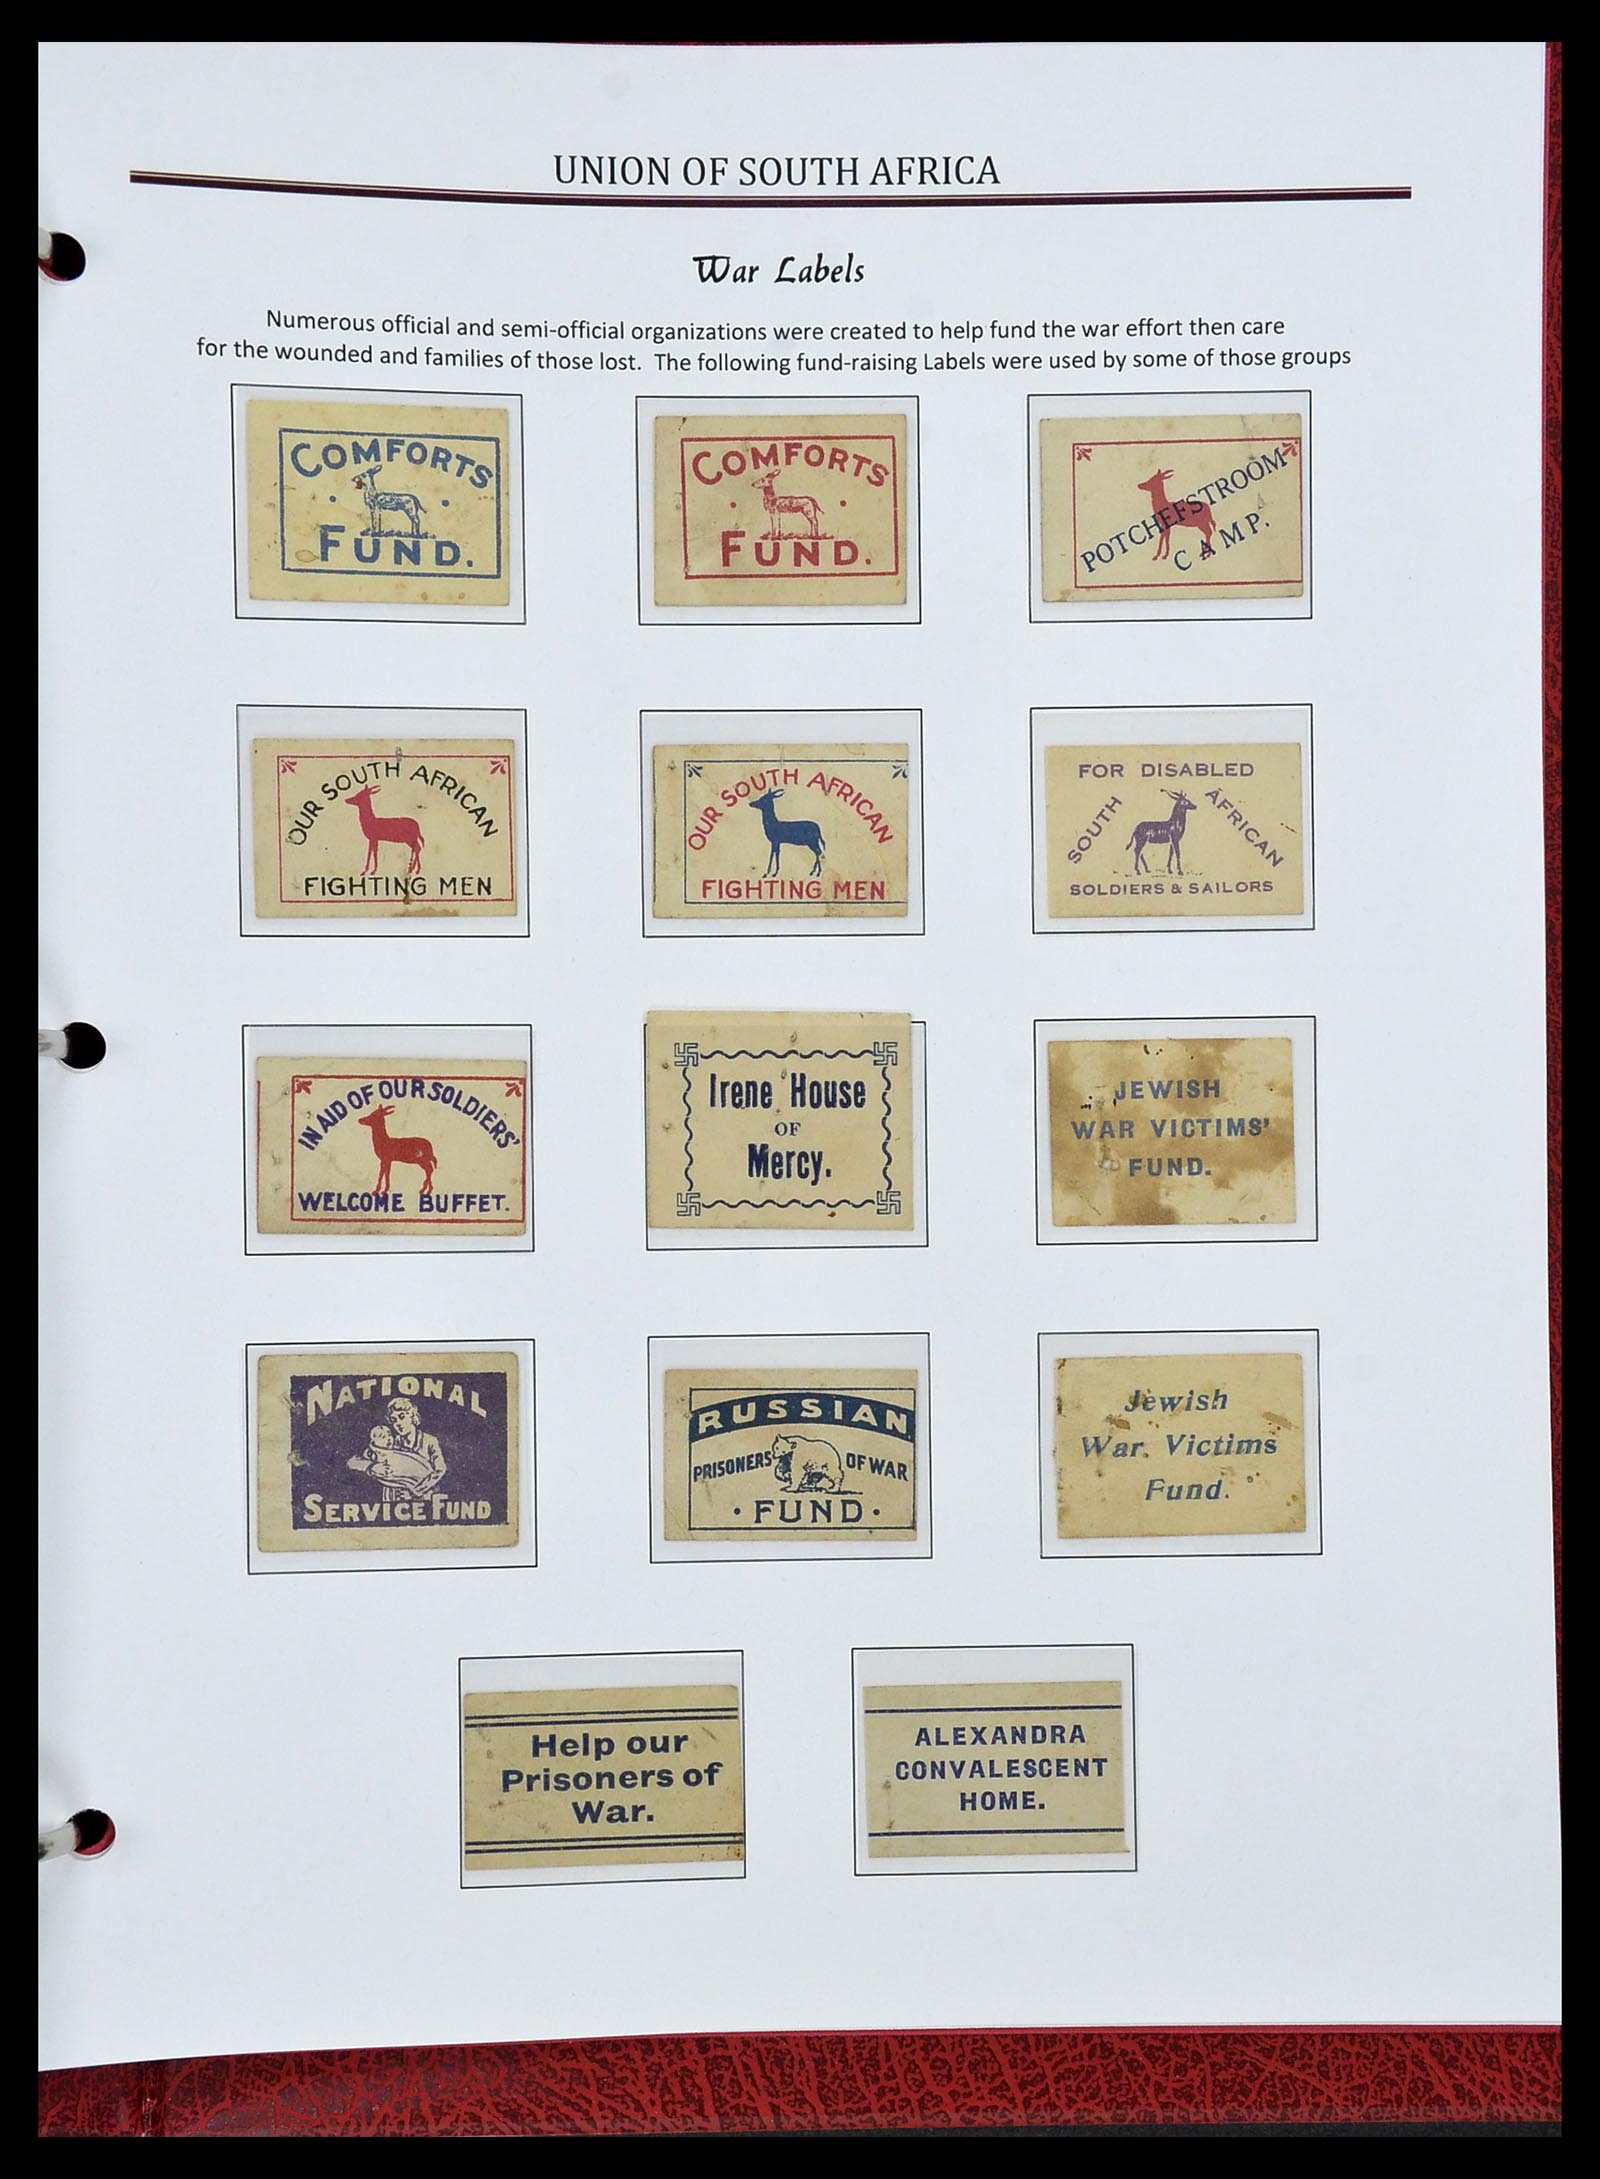 UNION OF SOUTH AFRICA
War Labels
Numerous official and semi-official organizations were created to help fund the war effort then care
for the wounded and families of those lost. The following fund-raising Labels were used by some of those groups
COMFORTS
FUND.
COMFORTS
FUND.
POTCHEFSTROOM
CAMP.
OUR SOUTH AFRICAN
FIGHTING MEN
OUR SOUTH AFRICAN
FIGHTING MEN
FOR DISABLED
SOUTH AFRICAN
SOLDIERS & SAILORS
IN AID OF OUR SOLDIERS'
WELCOME BUFFET.
Irene House
OF
Mercy.
JEWISH
WAR VICTIMS'
FUND.
NATIONAL
SERVICE FUND
RUSSIAN
PRISONERS OF WAR
· FUND ·
Jewish
War. Victims
Fund.
Help our
Prisoners of
War.
ALEXANDRA
CONVALESCENT
HOME.